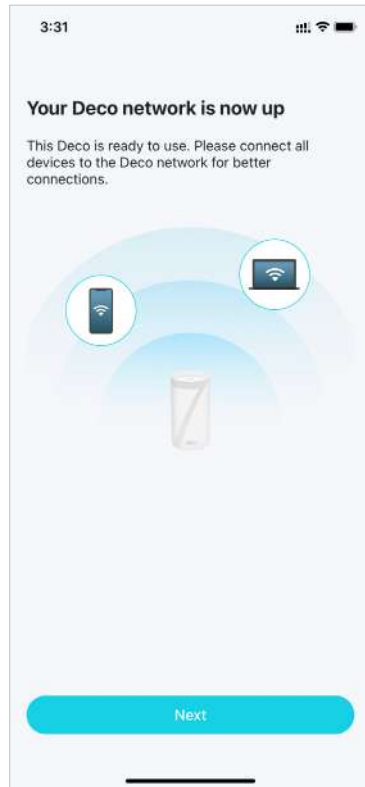 3:31
Your Deco network is now up
This Deco is ready to use. Please connect all
devices to the Deco network for better
connections.
Next